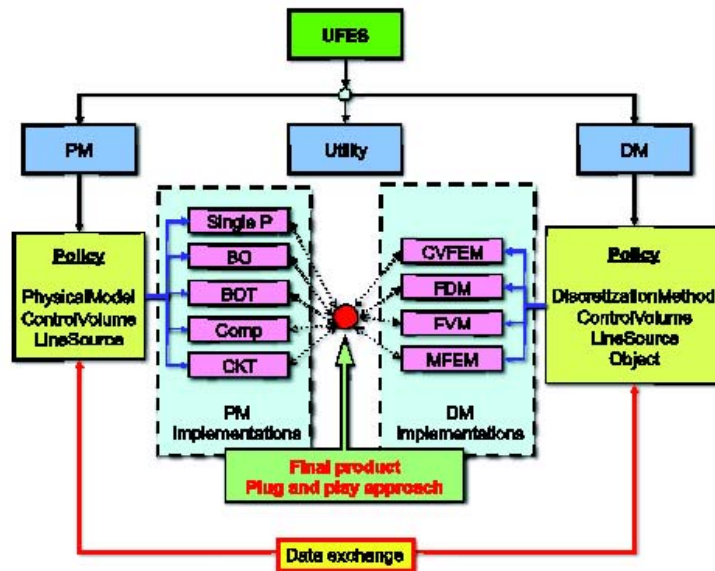 UFES
PM
Utility
DM
Policy
PhysicalModel
ControlVolume
LineSource
Single P
BO
BOT
Comp
CKT
PM
Implementations
CVFEM
FDM
FVM
MFEM
DM
Implementations
Policy
DiscretizationMethod
ControlVolume
LineSource
Object
Final product
Plug and play approach
Data exchange